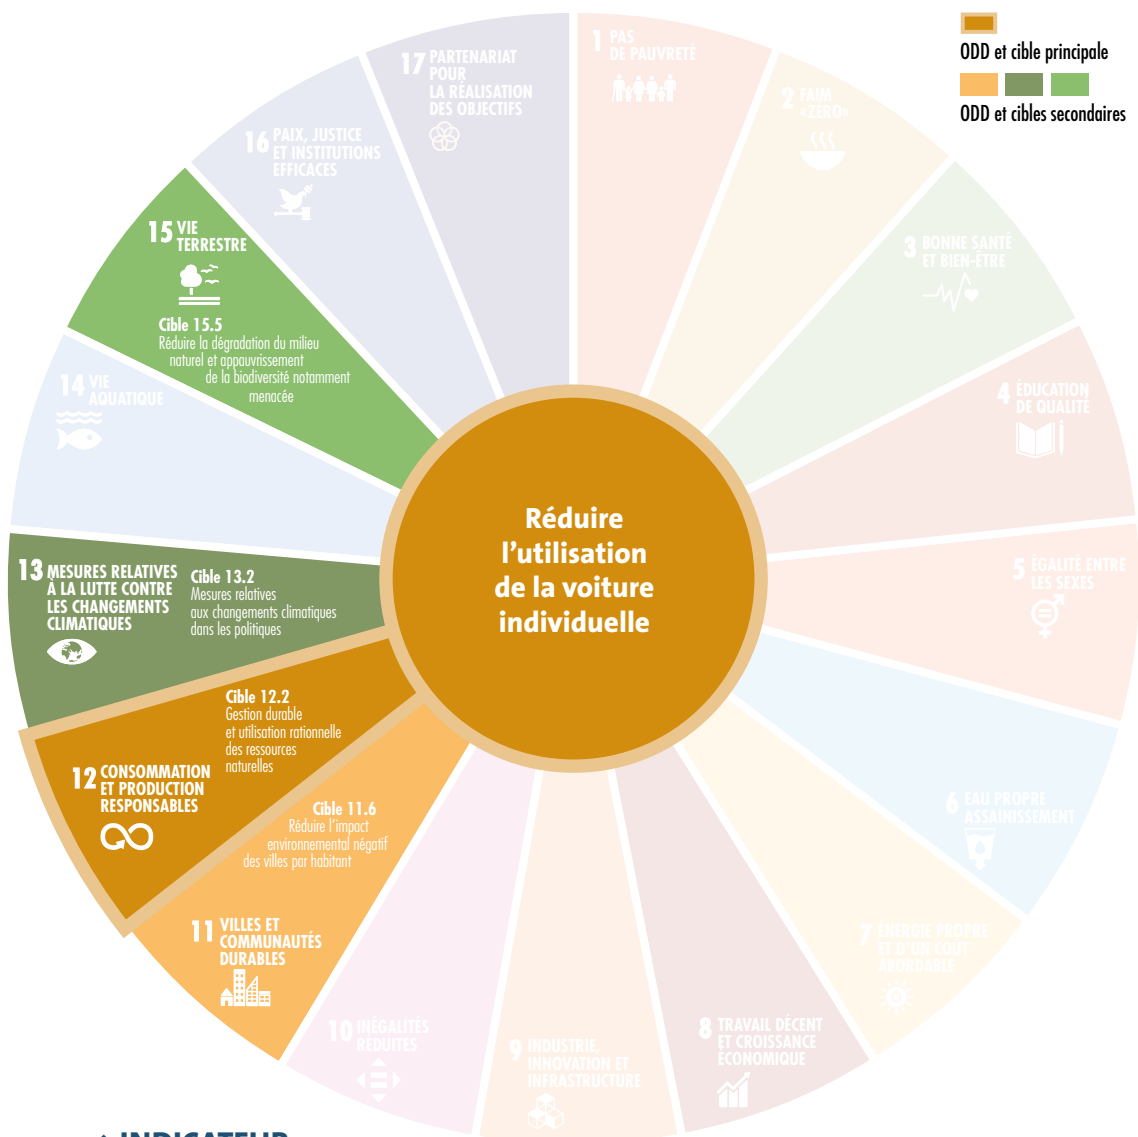 ODD et cible principale
ODD et cibles secondaires
1 PAS
DE PAUVRETÉ
2 FAIM
«ZÉRO»
3 BONNE SANTÉ
ET BIEN-ÊTRE
4 ÉDUCATION
DE QUALITÉ
5 ÉGALITÉ ENTRE
LES SEXES
6 EAU PROPRE
ASSAINISSEMENT
7 ÉNERGIE PROPRE
ET D'UN COÛT
ABORDABLE
8 TRAVAIL DÉCENT
ET CROISSANCE
ÉCONOMIQUE
9 INDUSTRIE,
INNOVATION ET
INFRASTRUCTURE
10 INÉGALITÉS
RÉDUITES
11 VILLES ET
COMMUNAUTÉS
DURABLES
Cible 11.6
Réduire l'impact
environnemental négatif
des villes par habitant
12 CONSOMMATION
ET PRODUCTION
RESPONSABLES
Cible 12.2
Gestion durable
et utilisation rationnelle
des ressources
naturelles
13 MESURES RELATIVES
À LA LUTTE CONTRE
LES CHANGEMENTS
CLIMATIQUES
Cible 13.2
Mesures relatives
aux changements climatiques
dans les politiques
14 VIE
AQUATIQUE
15 VIE
TERRESTRE
Cible 15.5
Réduire la dégradation du milieu
naturel et appauvrissement
de la biodiversité notamment
menacée
16 PAIX, JUSTICE
ET INSTITUTIONS
EFFICACES
17 PARTENARIAT
POUR
LA RÉALISATION
DES OBJECTIFS
Réduire
l'utilisation
de la voiture
individuelle
INDICATEUR